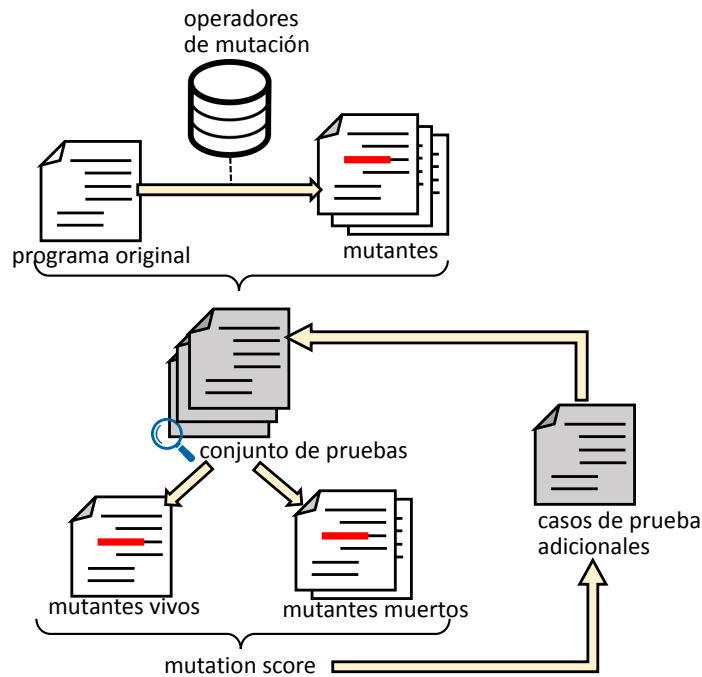 operadores
de mutación
programa original
mutantes
conjunto de pruebas
casos de prueba
adicionales
mutantes vivos
mutantes muertos
mutation score